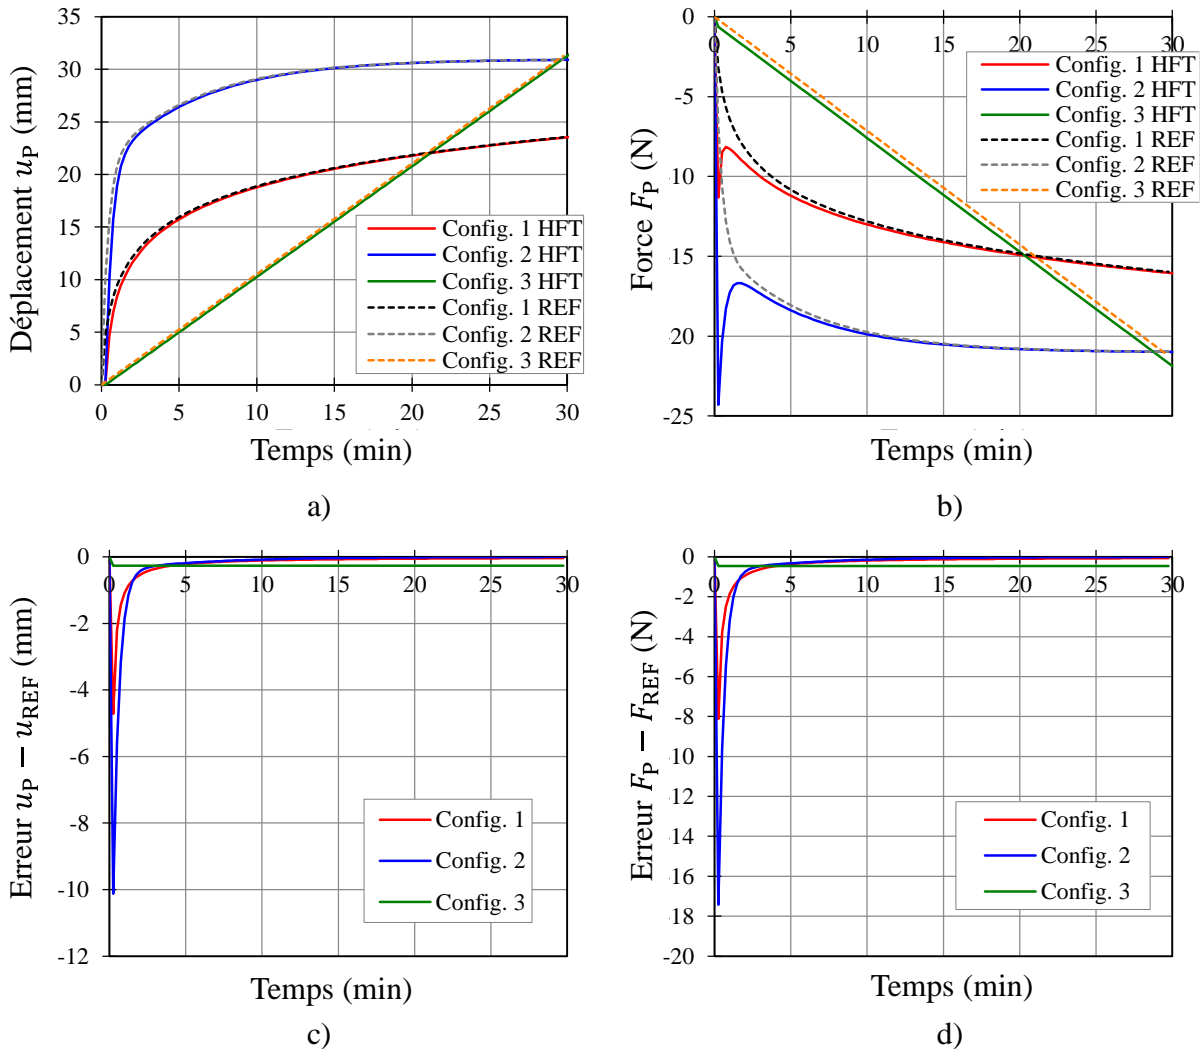 35
30
25
20
15
10
5
0
0 5 10 15 20 25 30
Déplacement uP (mm)
Config. 1 HFT
Config. 2 HFT
Config. 3 HFT
Config. 1 REF
Config. 2 REF
Config. 3 REF
Temps (min)
a)
0
-5
-10
-15
-20
-25
0 5 10 15 20 25 30
Force FP (N)
Config. 1 HFT
Config. 2 HFT
Config. 3 HFT
Config. 1 REF
Config. 2 REF
Config. 3 REF
Temps (min)
b)
0
-2
-4
-6
-8
-10
-12
0 5 10 15 20 25 30
Erreur uP − uREF (mm)
Config. 1
Config. 2
Config. 3
Temps (min)
c)
0
-2
-4
-6
-8
-10
-12
-14
-16
-18
-20
0 5 10 15 20 25 30
Erreur FP − FREF (N)
Config. 1
Config. 2
Config. 3
Temps (min)
d)